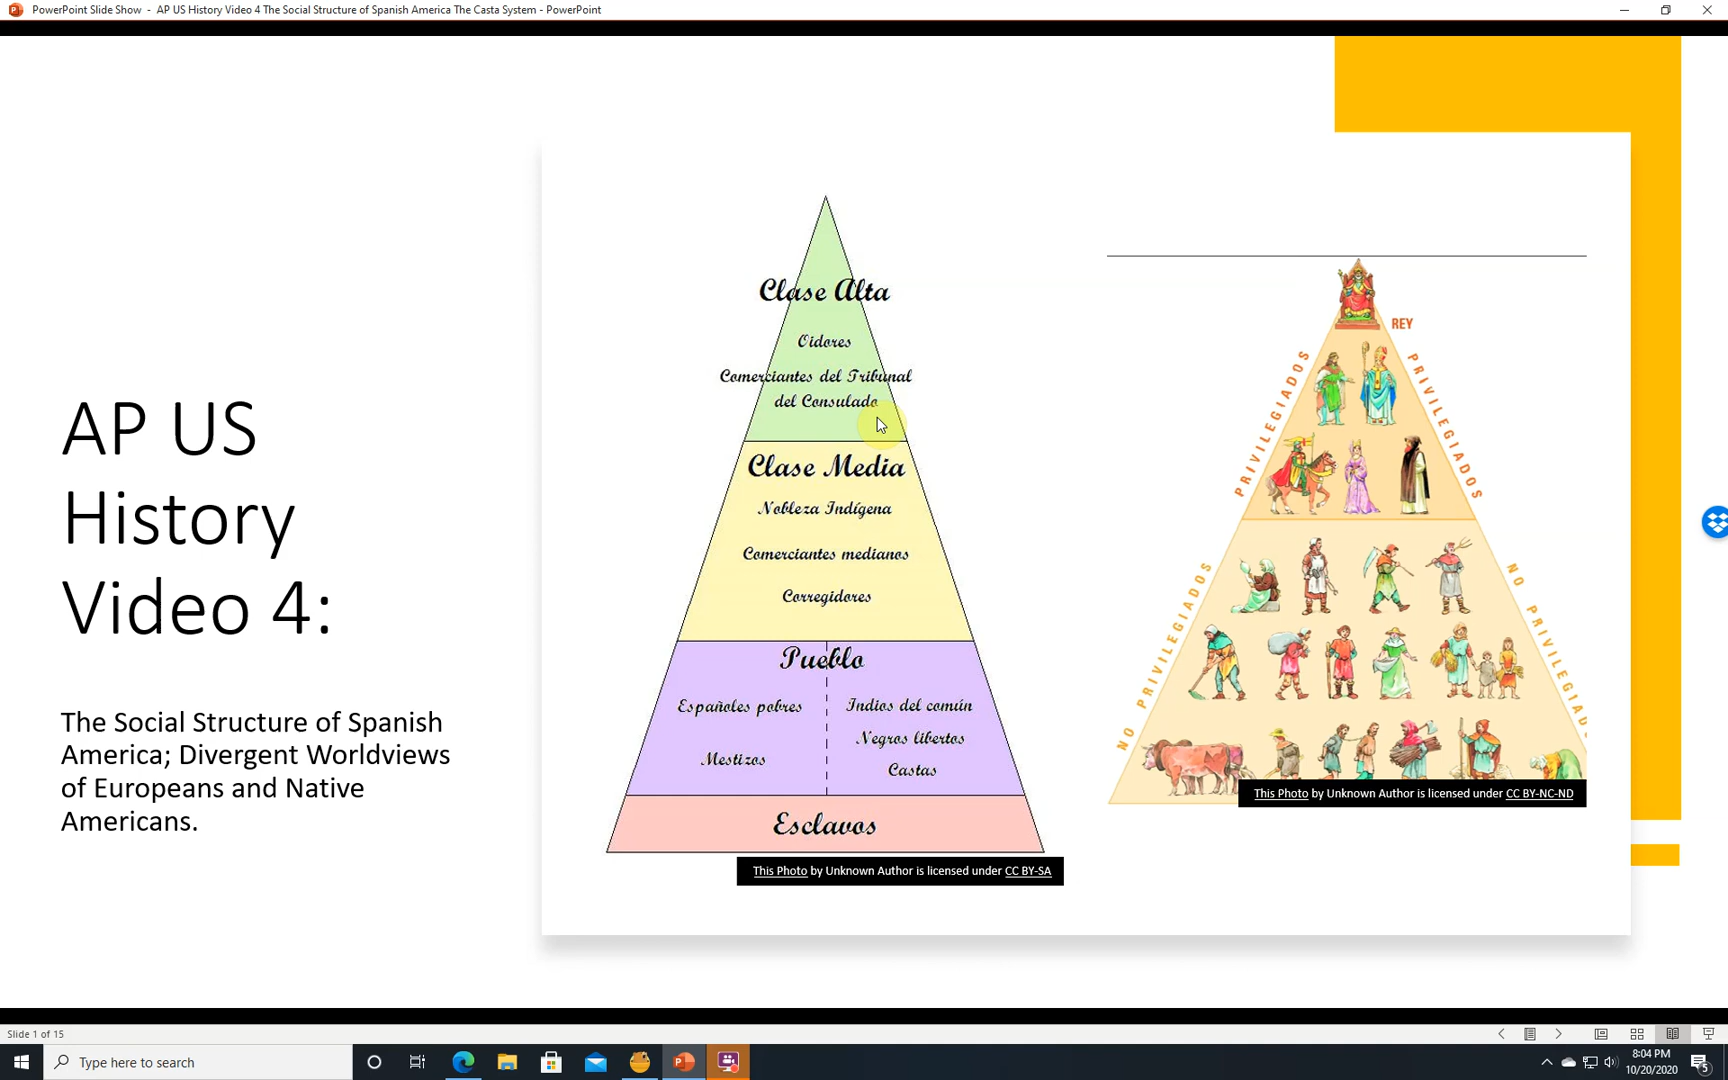 PowerPoint Slide Show - AP US History Video 4 The Social Structure of Spanish America The Casta System - PowerPoint
AP US
History
Video 4:
The Social Structure of Spanish
America; Divergent Worldviews
of Europeans and Native
Americans.
Clase Alta
Oidores
Comerciantes del Tribunal
del Consulado
Clase Media
Nobleza Indígena
Comerciantes medianos
Corregidores
Pueblo
Españoles pobres
Mestizos
Indios del común
Negros libertos
Castas
Esclavos
This Photo by Unknown Author is licensed under CC BY-SA
REY
PRIVILEGIADOS
PRIVILEGIADOS
NO PRIVILEGIADOS
NO PRIVILEGIAD
This Photo by Unknown Author is licensed under CC BY-NC-ND
Slide 1 of 15
Type here to search
8:04 PM
10/20/2020
5